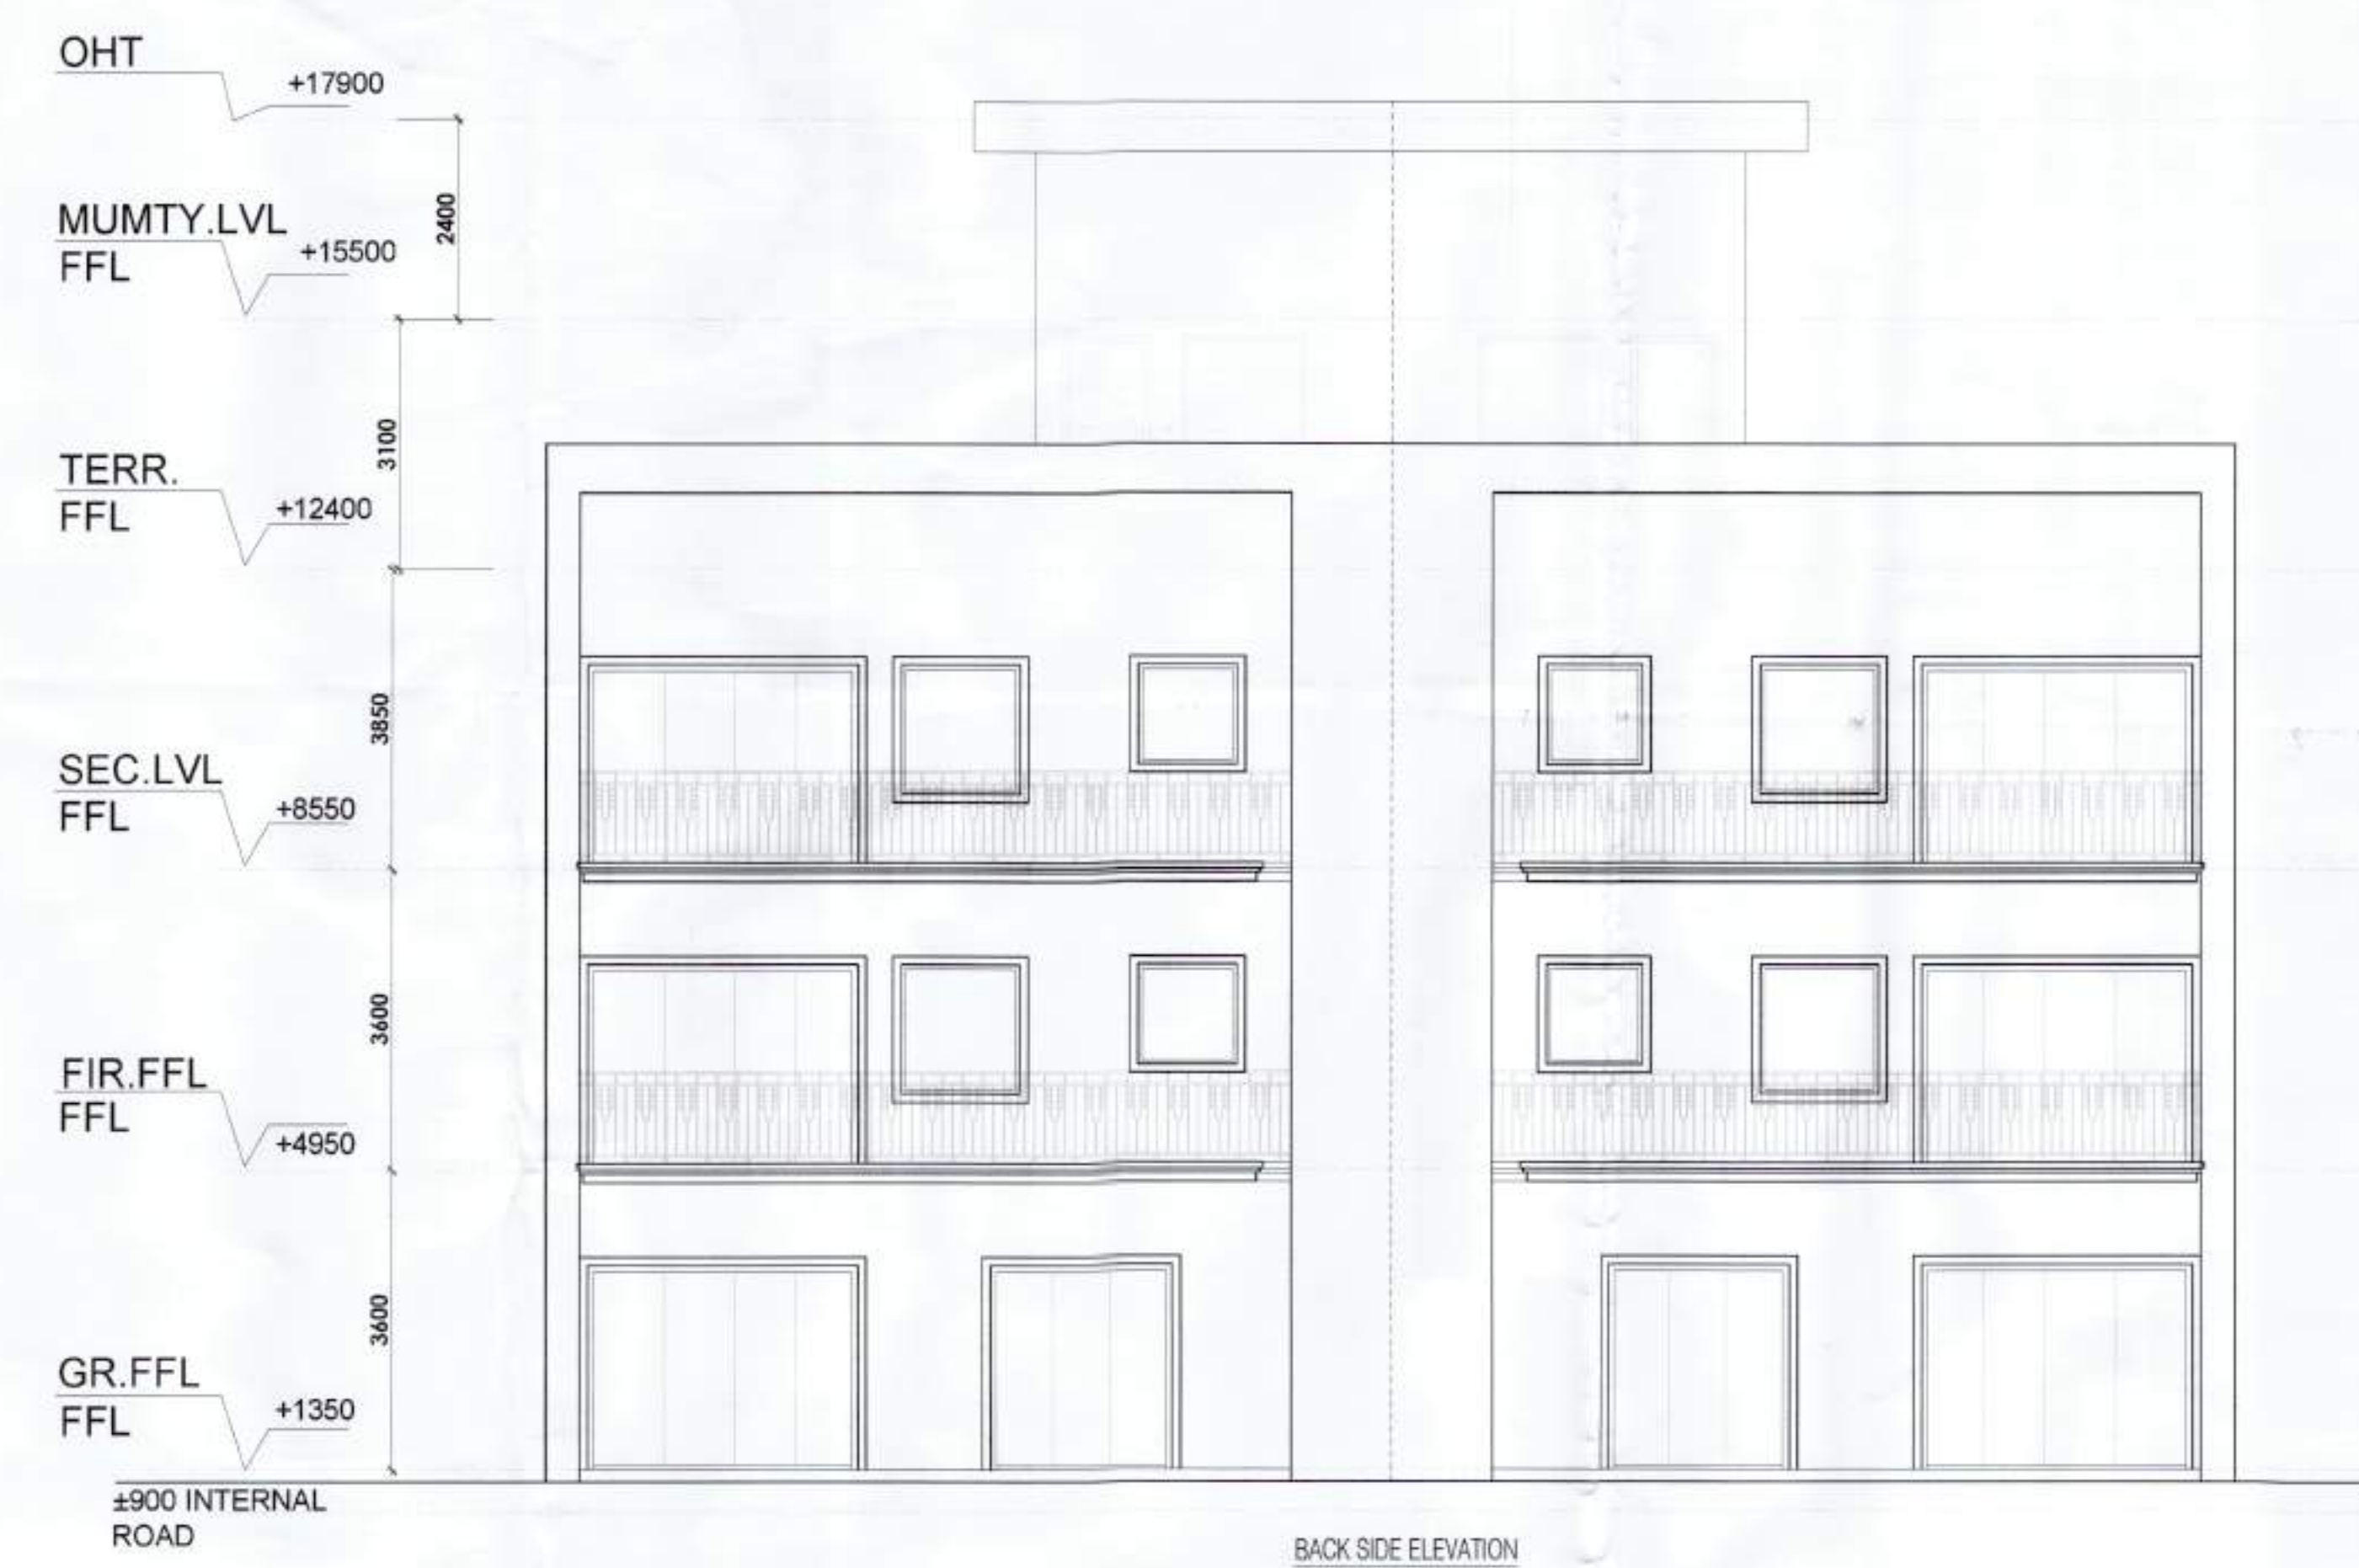 OHT
+17900
2400
MUMTY.LVL
FFL
+15500
3100
TERR.
FFL
+12400
3850
SEC.LVL
FFL
+8550
3600
FIR.FFL
FFL
+4950
3600
GR.FFL
FFL
+1350
±900 INTERNAL
ROAD
BACK SIDE ELEVATION